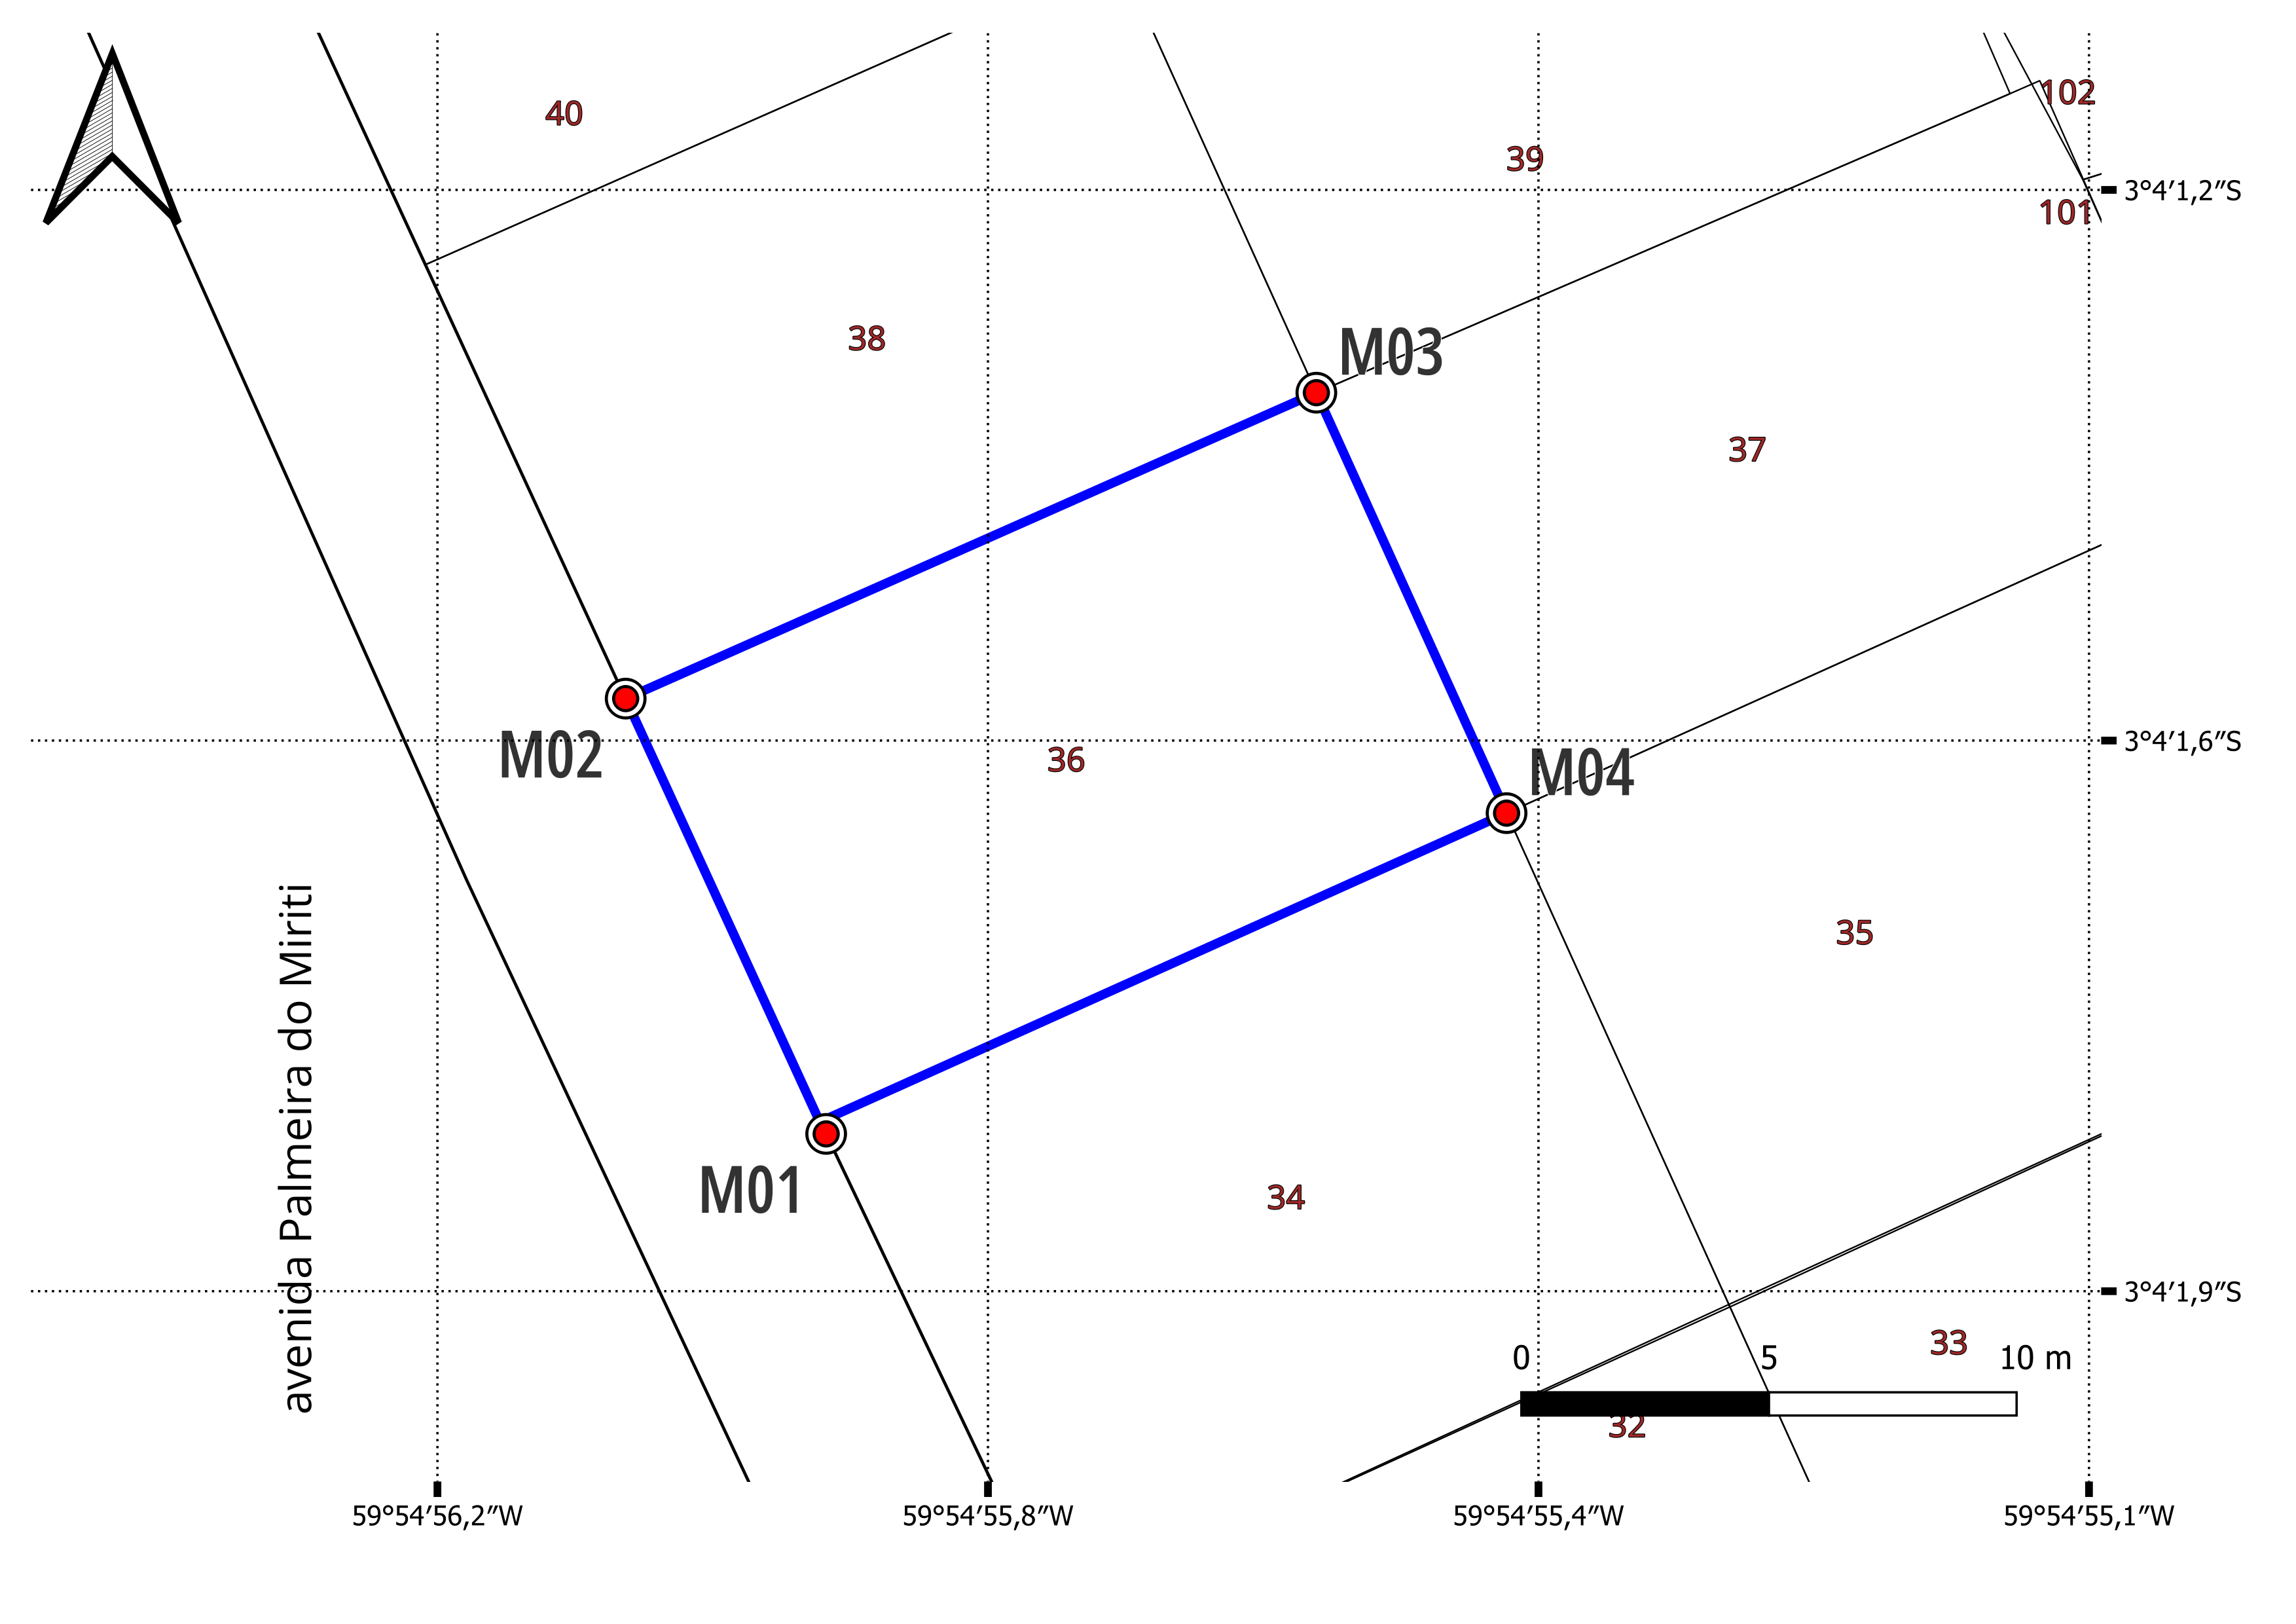 102
40
39
3°4′1,2″S
101
38
M03
37
M02
3°4′1,6″S
36
M04
35
avenida Palmeira do Miriti
M01
34
3°4′1,9″S
33
0 5 10 m
32
59°54′56,2″W 59°54′55,8″W 59°54′55,4″W 59°54′55,1″W